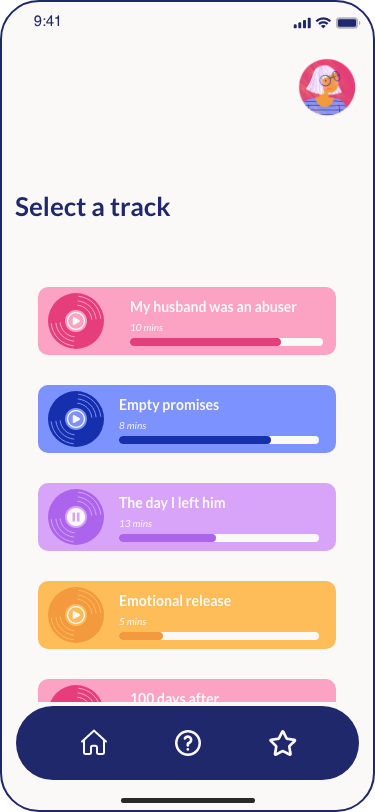 9:41
Select a track
My husband was an abuser
10 mins
Empty promises
8 mins
The day I left him
13 mins
Emotional release
5 mins
100 days after
?